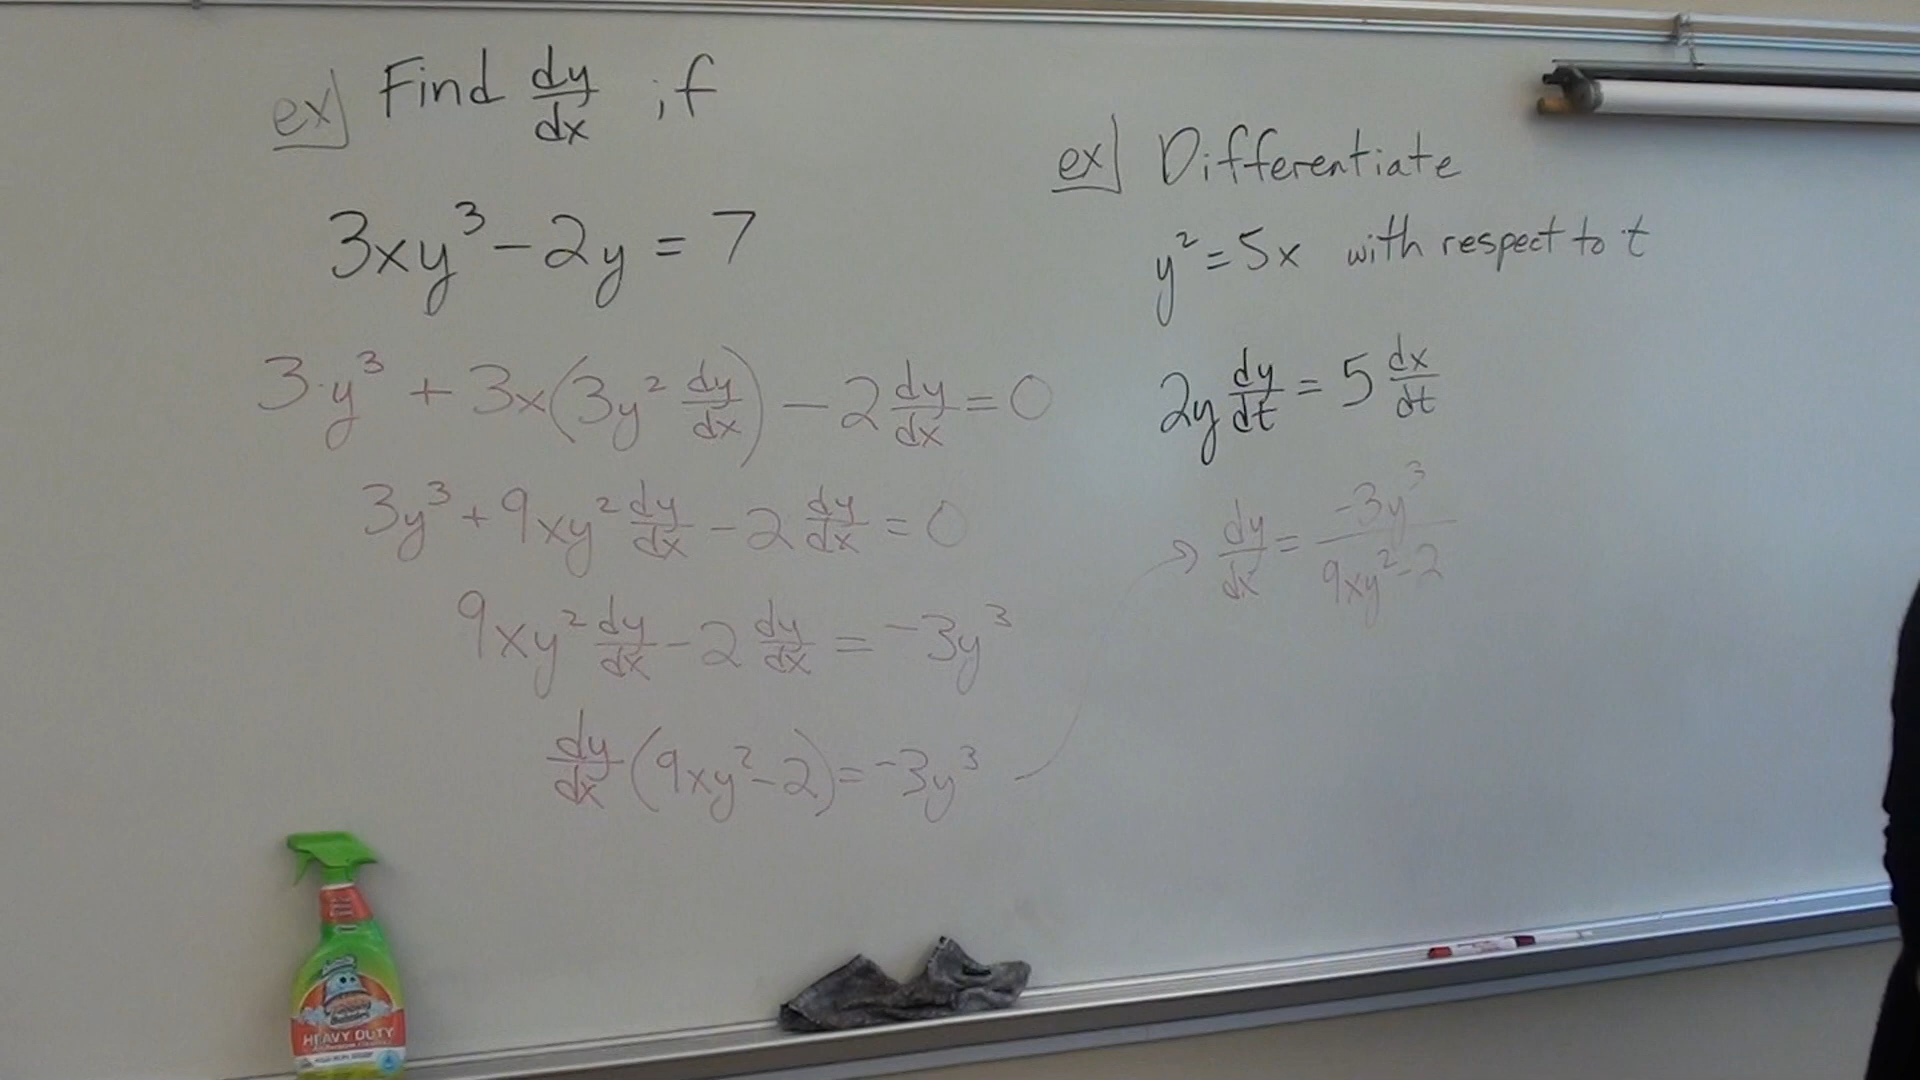 ex] Find dy/dx if
3xy³ - 2y = 7
3·y³ + 3x(3y² dy/dx) - 2 dy/dx = 0
3y³ + 9xy² dy/dx - 2 dy/dx = 0
9xy² dy/dx - 2 dy/dx = -3y³
dy/dx (9xy² - 2) = -3y³
dy/dx = -3y³/(9xy² - 2)
ex] Differentiate
y² = 5x with respect to t
2y dy/dt = 5 dx/dt
HEAVY DUTY